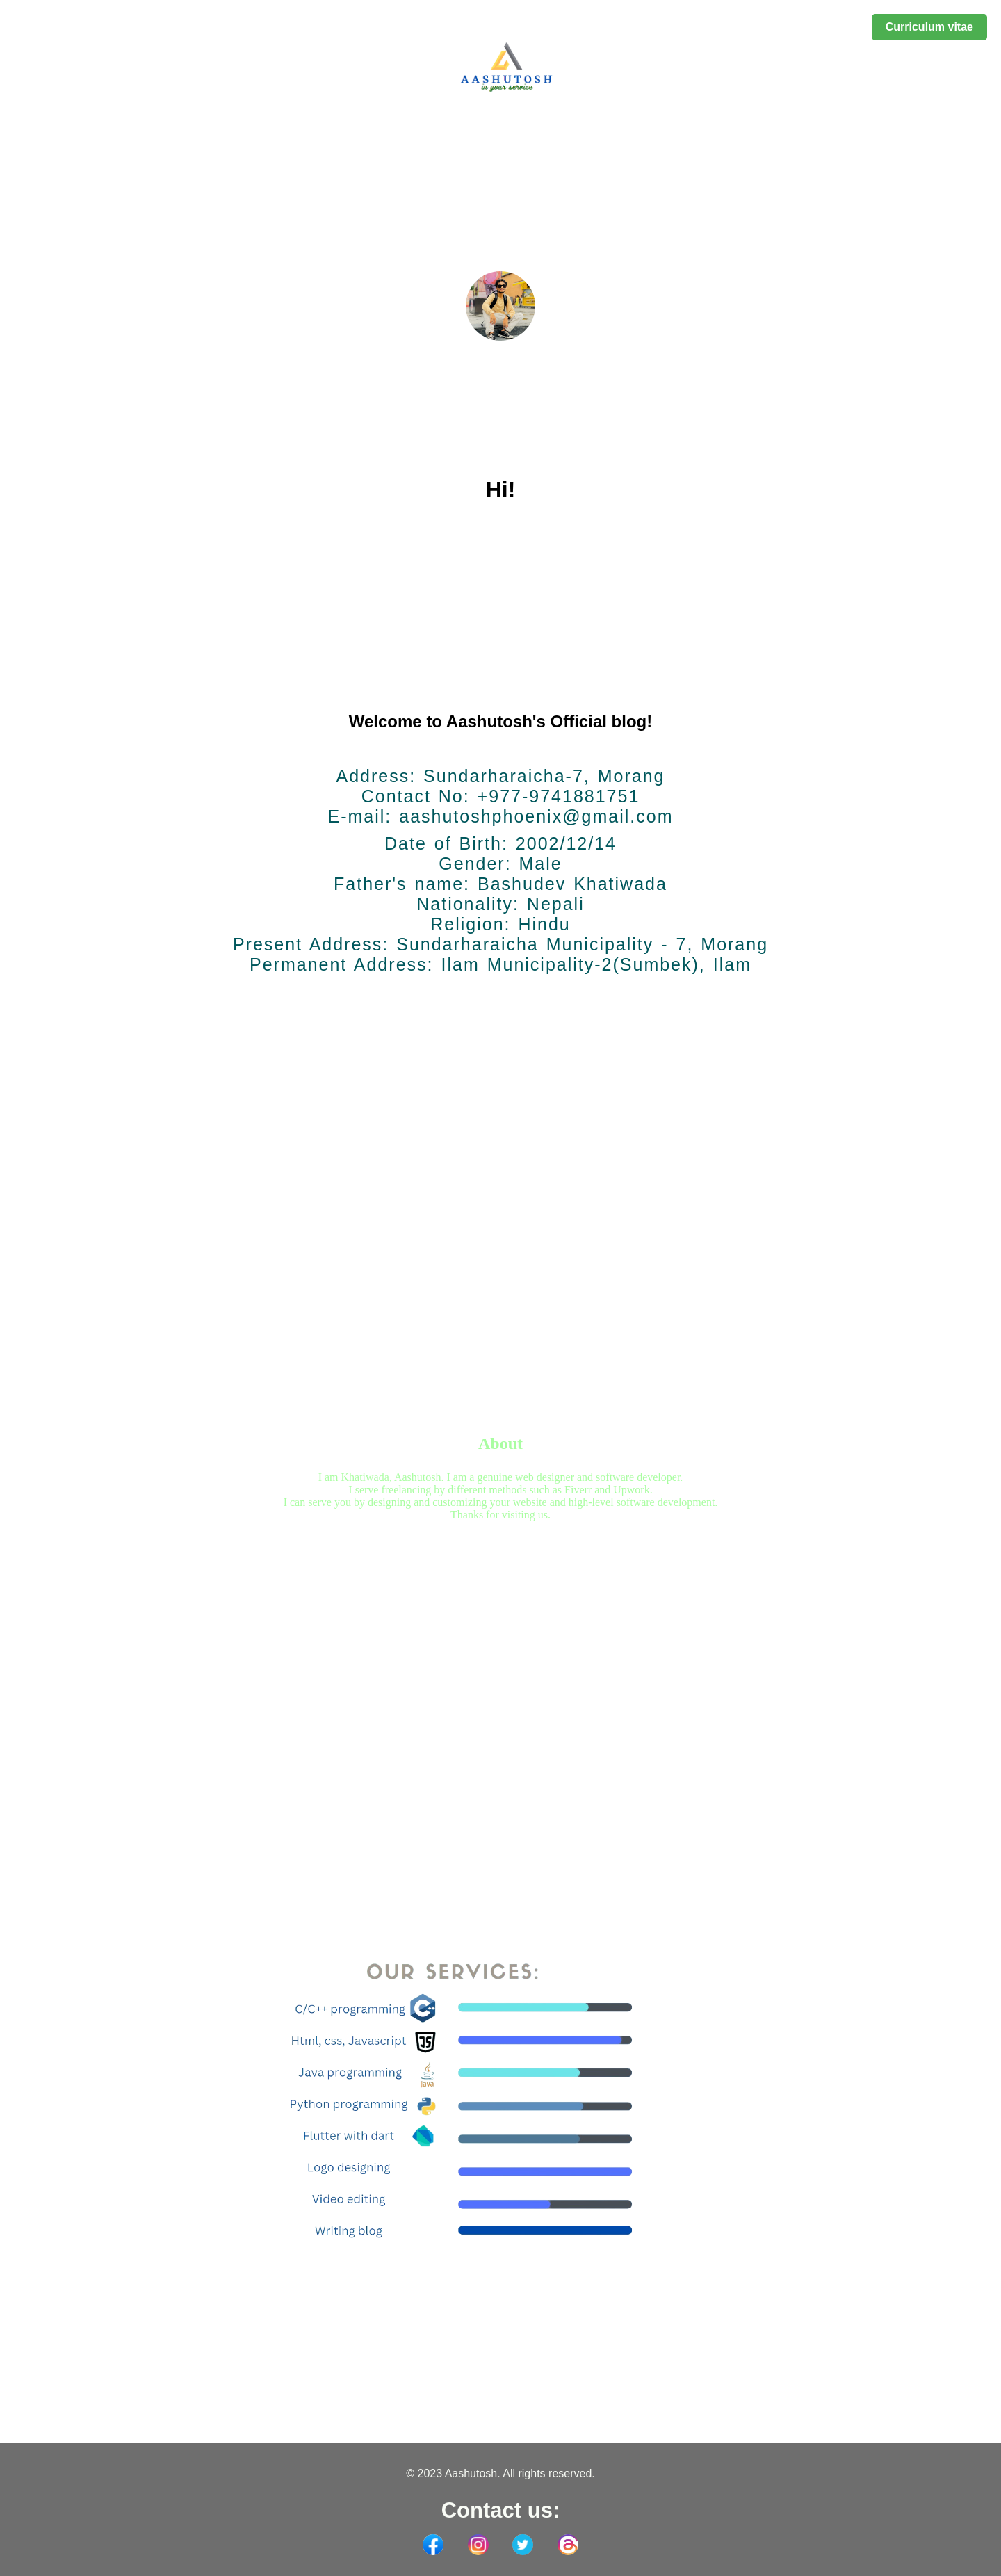 Curriculum vitae
AASHUTOSH
in your service
Hi!
Welcome to Aashutosh's Official blog!
Address: Sundarharaicha-7, Morang
Contact No: +977-9741881751
E-mail: aashutoshphoenix@gmail.com
Date of Birth: 2002/12/14
Gender: Male
Father's name: Bashudev Khatiwada
Nationality: Nepali
Religion: Hindu
Present Address: Sundarharaicha Municipality - 7, Morang
Permanent Address: Ilam Municipality-2(Sumbek), Ilam
About
I am Khatiwada, Aashutosh. I am a genuine web designer and software developer.
I serve freelancing by different methods such as Fiverr and Upwork.
I can serve you by designing and customizing your website and high-level software development.
Thanks for visiting us.
OUR SERVICES:
C/C++ programming
Html, css, Javascript
Java programming
Java
Python programming
Flutter with dart
Logo designing
Video editing
Writing blog
© 2023 Aashutosh. All rights reserved.
Contact us: